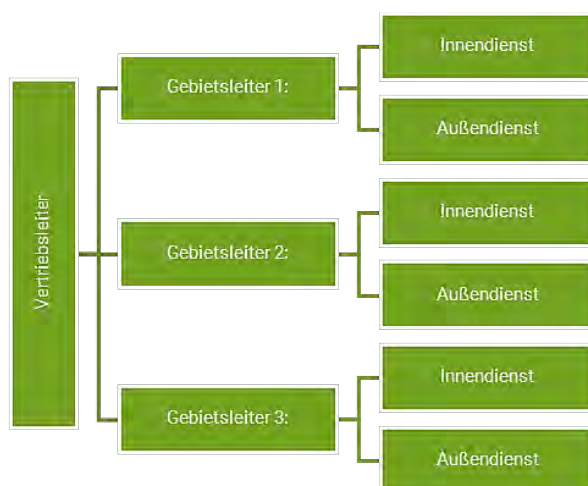 Vertriebsleiter
Gebietsleiter 1:
Innendienst
Außendienst
Gebietsleiter 2:
Innendienst
Außendienst
Gebietsleiter 3:
Innendienst
Außendienst